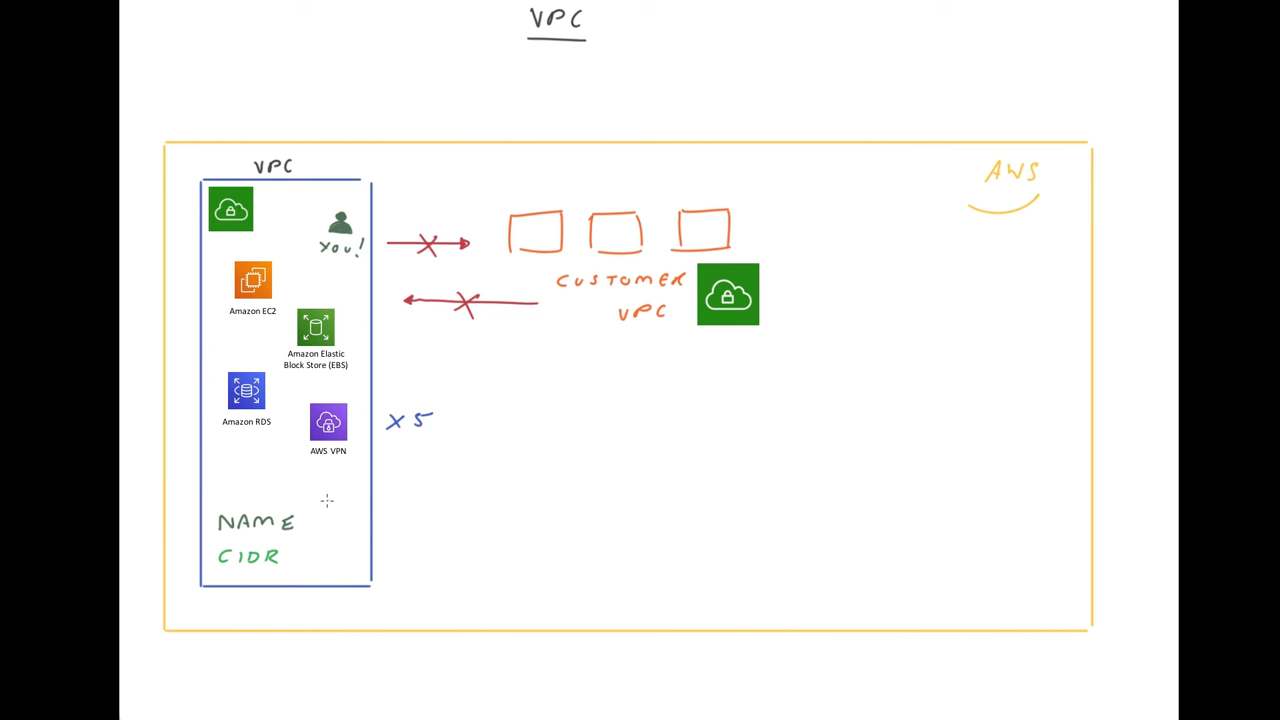 VPC
AWS
VPC
YOU!
CUSTOMER
VPC
Amazon EC2
Amazon Elastic
Block Store (EBS)
Amazon RDS
X5
AWS VPN
NAME
CIDR